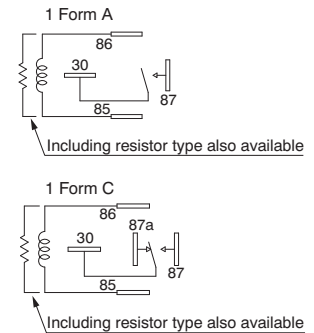 1 Form A
86
30
85
87
Including resistor type also available
1 Form C
86
87a
30
85
87
Including resistor type also available